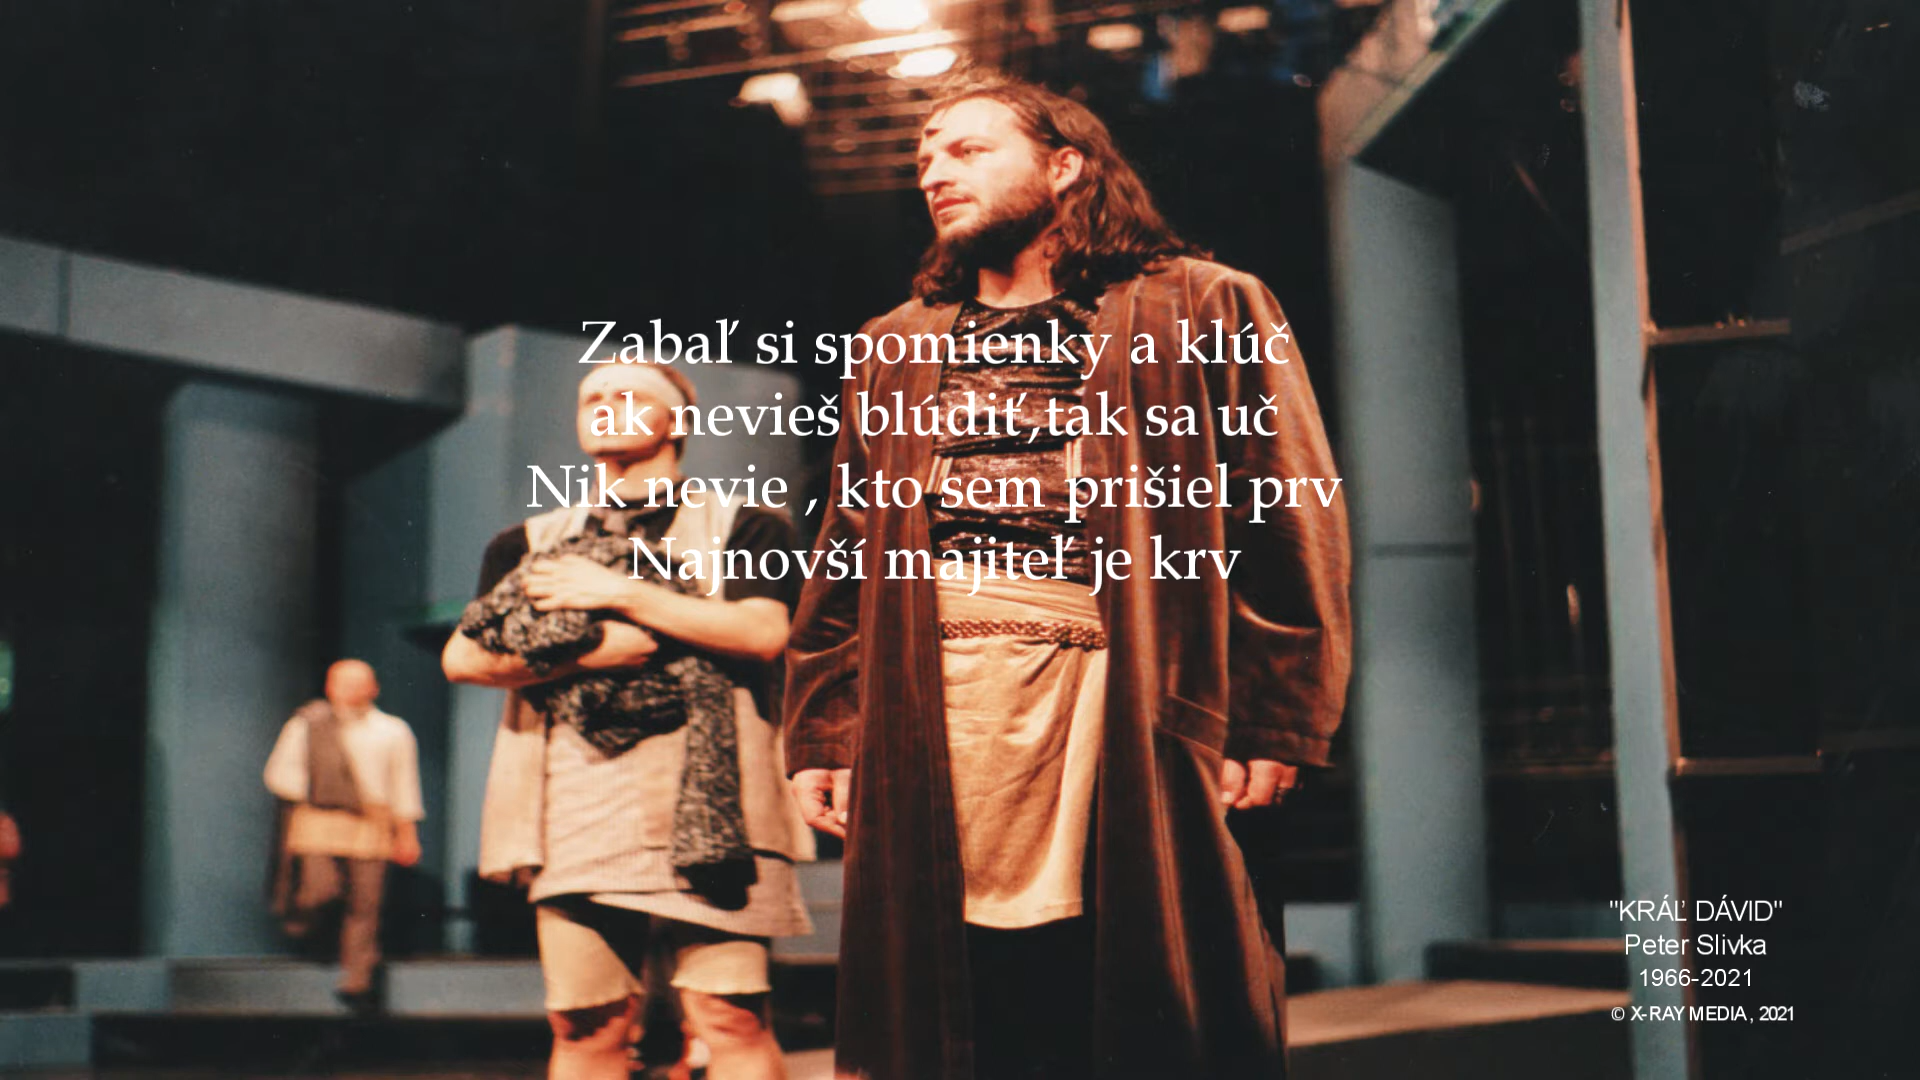 Zabaľ si spomienky a klúč
ak nevieš blúdiť,tak sa uč
Nik nevie , kto sem prišiel prv
Najnovší majiteľ je krv
"KRÁĽ DÁVID"
Peter Slivka
1966-2021
© X-RAY MEDIA , 2021